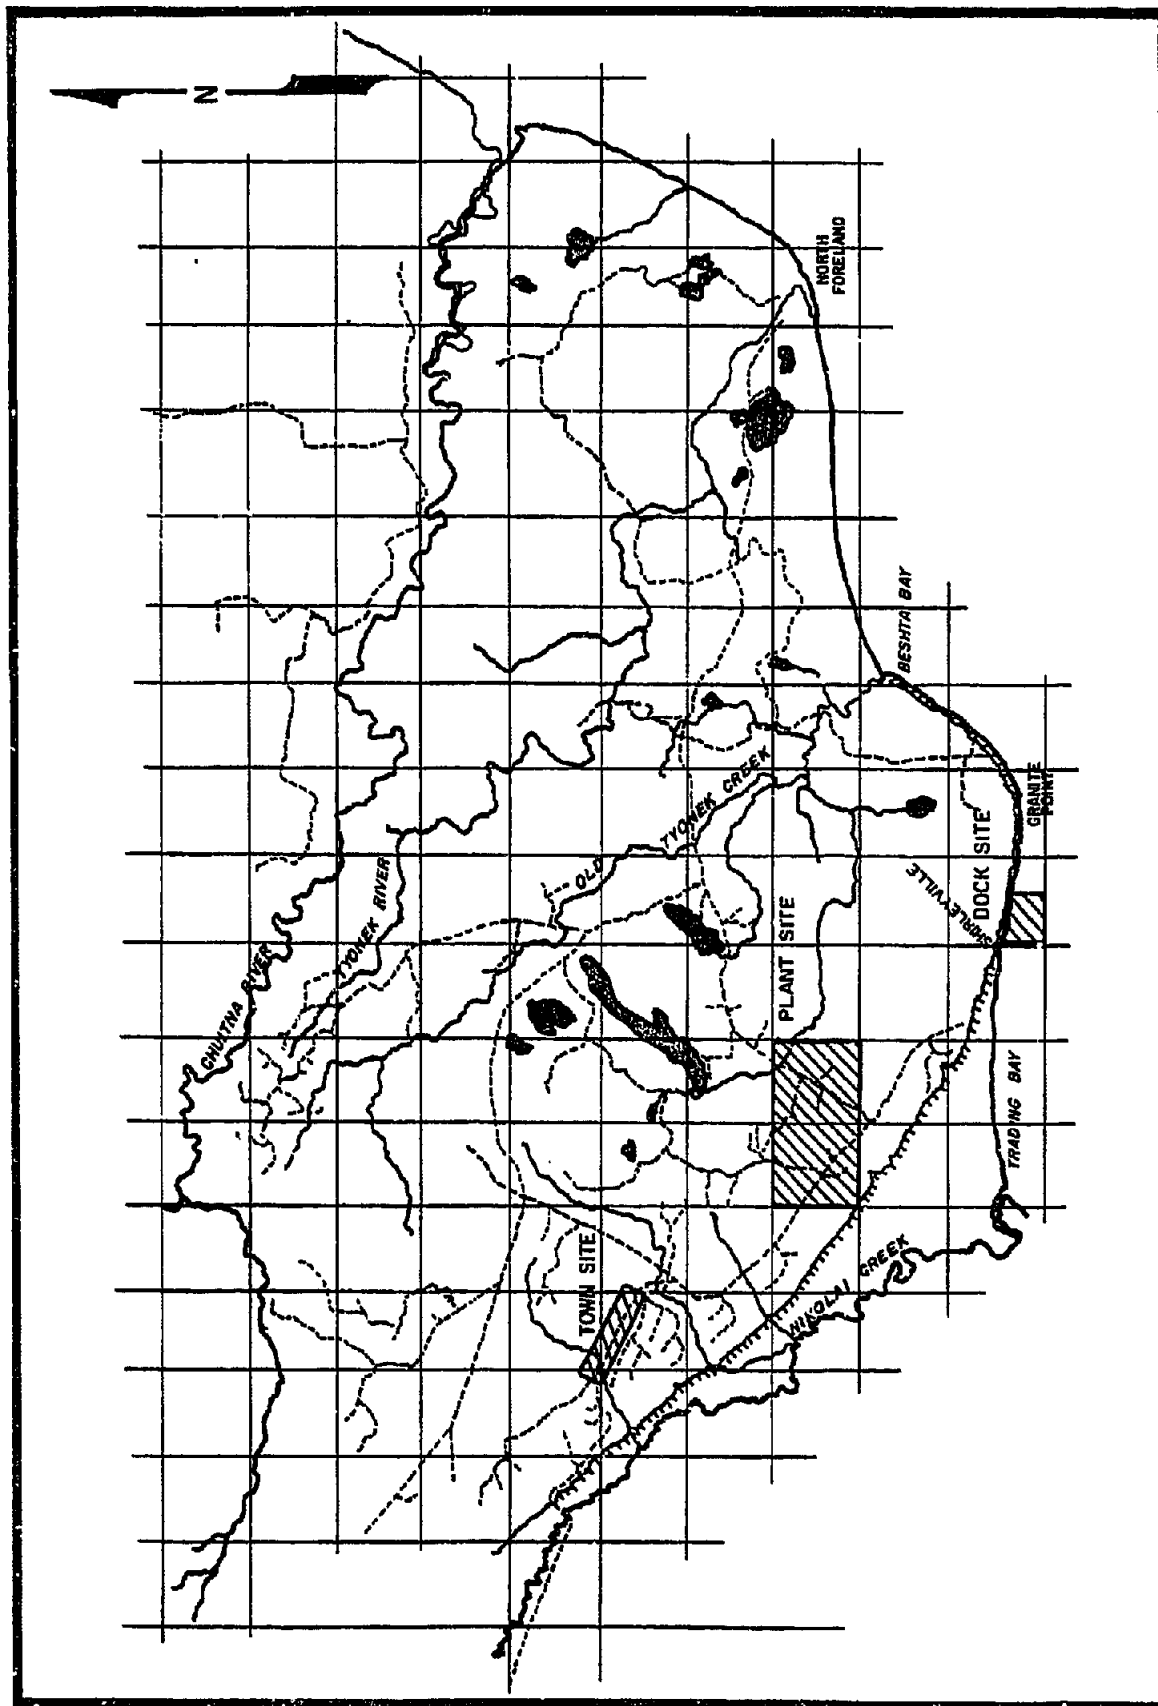 N
NORTH
FORELAND
BESHTA BAY
CHUITNA RIVER
TYONEK RIVER
OLD TYONEK CREEK
GRANITE
POINT
DOCK SITE
SHIRLEYVILLE
PLANT SITE
TRADING BAY
TOWN SITE
NIKOLAI CREEK